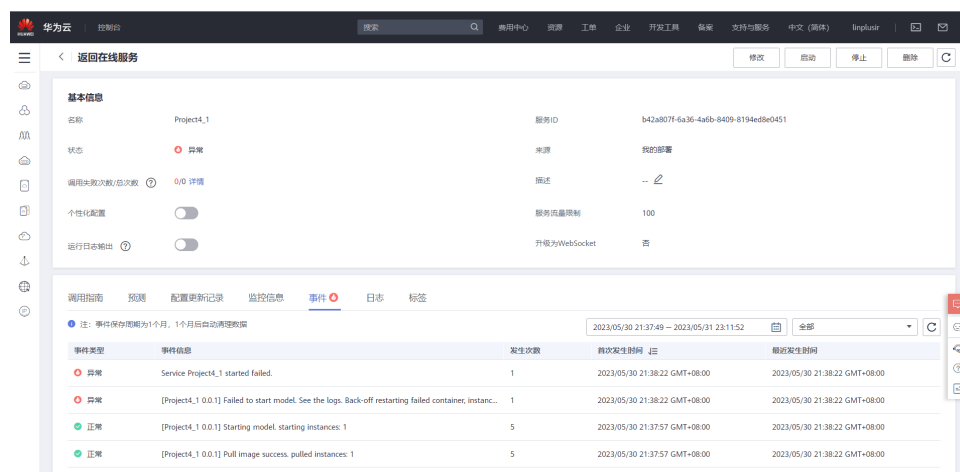 HUAWEI 华为云 控制台 搜索 费用中心 资源 工单 企业 开发工具 备案 支持与服务 中文 (简体) linplusir
返回在线服务 修改 启动 停止 删除
基本信息
名称 Project4_1 服务ID b42a807f-6a36-4a6b-8409-8194ed8e0451
状态 异常 来源 我的部署
调用失败次数/总次数 0/0 详情 描述 --
个性化配置 服务流量限制 100
运行日志输出 升级为WebSocket 否
调用指南 预测 配置更新记录 监控信息 事件 日志 标签
注：事件保存周期为1个月，1个月后自动清理数据 2023/05/30 21:37:49 – 2023/05/31 23:11:52 全部
事件类型 事件信息 发生次数 首次发生时间 最近发生时间
异常 Service Project4_1 started failed. 1 2023/05/30 21:38:22 GMT+08:00 2023/05/30 21:38:22 GMT+08:00
异常 [Project4_1 0.0.1] Failed to start model. See the logs. Back-off restarting failed container, instanc... 1 2023/05/30 21:38:22 GMT+08:00 2023/05/30 21:38:22 GMT+08:00
正常 [Project4_1 0.0.1] Starting model. starting instances: 1 5 2023/05/30 21:37:57 GMT+08:00 2023/05/30 21:38:22 GMT+08:00
正常 [Project4_1 0.0.1] Pull image success. pulled instances: 1 5 2023/05/30 21:37:57 GMT+08:00 2023/05/30 21:38:22 GMT+08:00